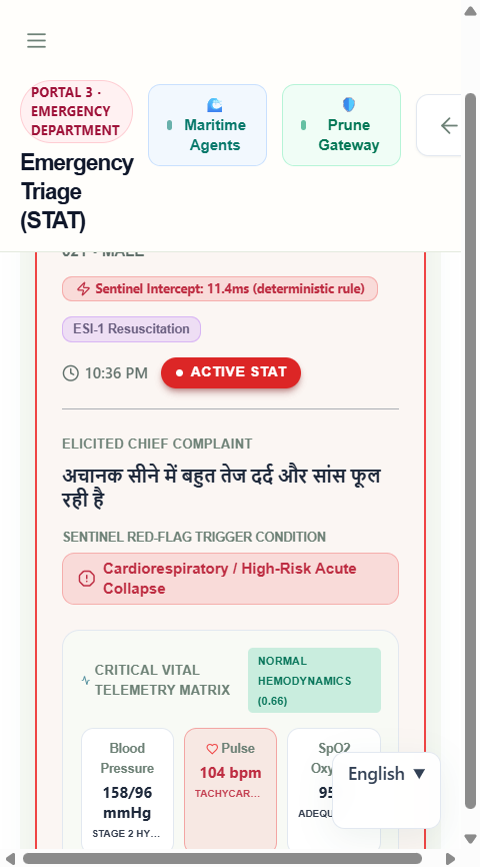 PORTAL 3 ·
EMERGENCY
DEPARTMENT
Emergency
Triage
(STAT)
Maritime
Agents
Prune
Gateway
Sentinel Intercept: 11.4ms (deterministic rule)
ESI-1 Resuscitation
10:36 PM
ACTIVE STAT
ELICITED CHIEF COMPLAINT
अचानक सीने में बहुत तेज दर्द और सांस फूल
रही है
SENTINEL RED-FLAG TRIGGER CONDITION
Cardiorespiratory / High-Risk Acute
Collapse
CRITICAL VITAL
TELEMETRY MATRIX
NORMAL
HEMODYNAMICS
(0.66)
Blood
Pressure
158/96
mmHg
STAGE 2 HY...
Pulse
104 bpm
TACHYCAR...
SpO2
English ▼